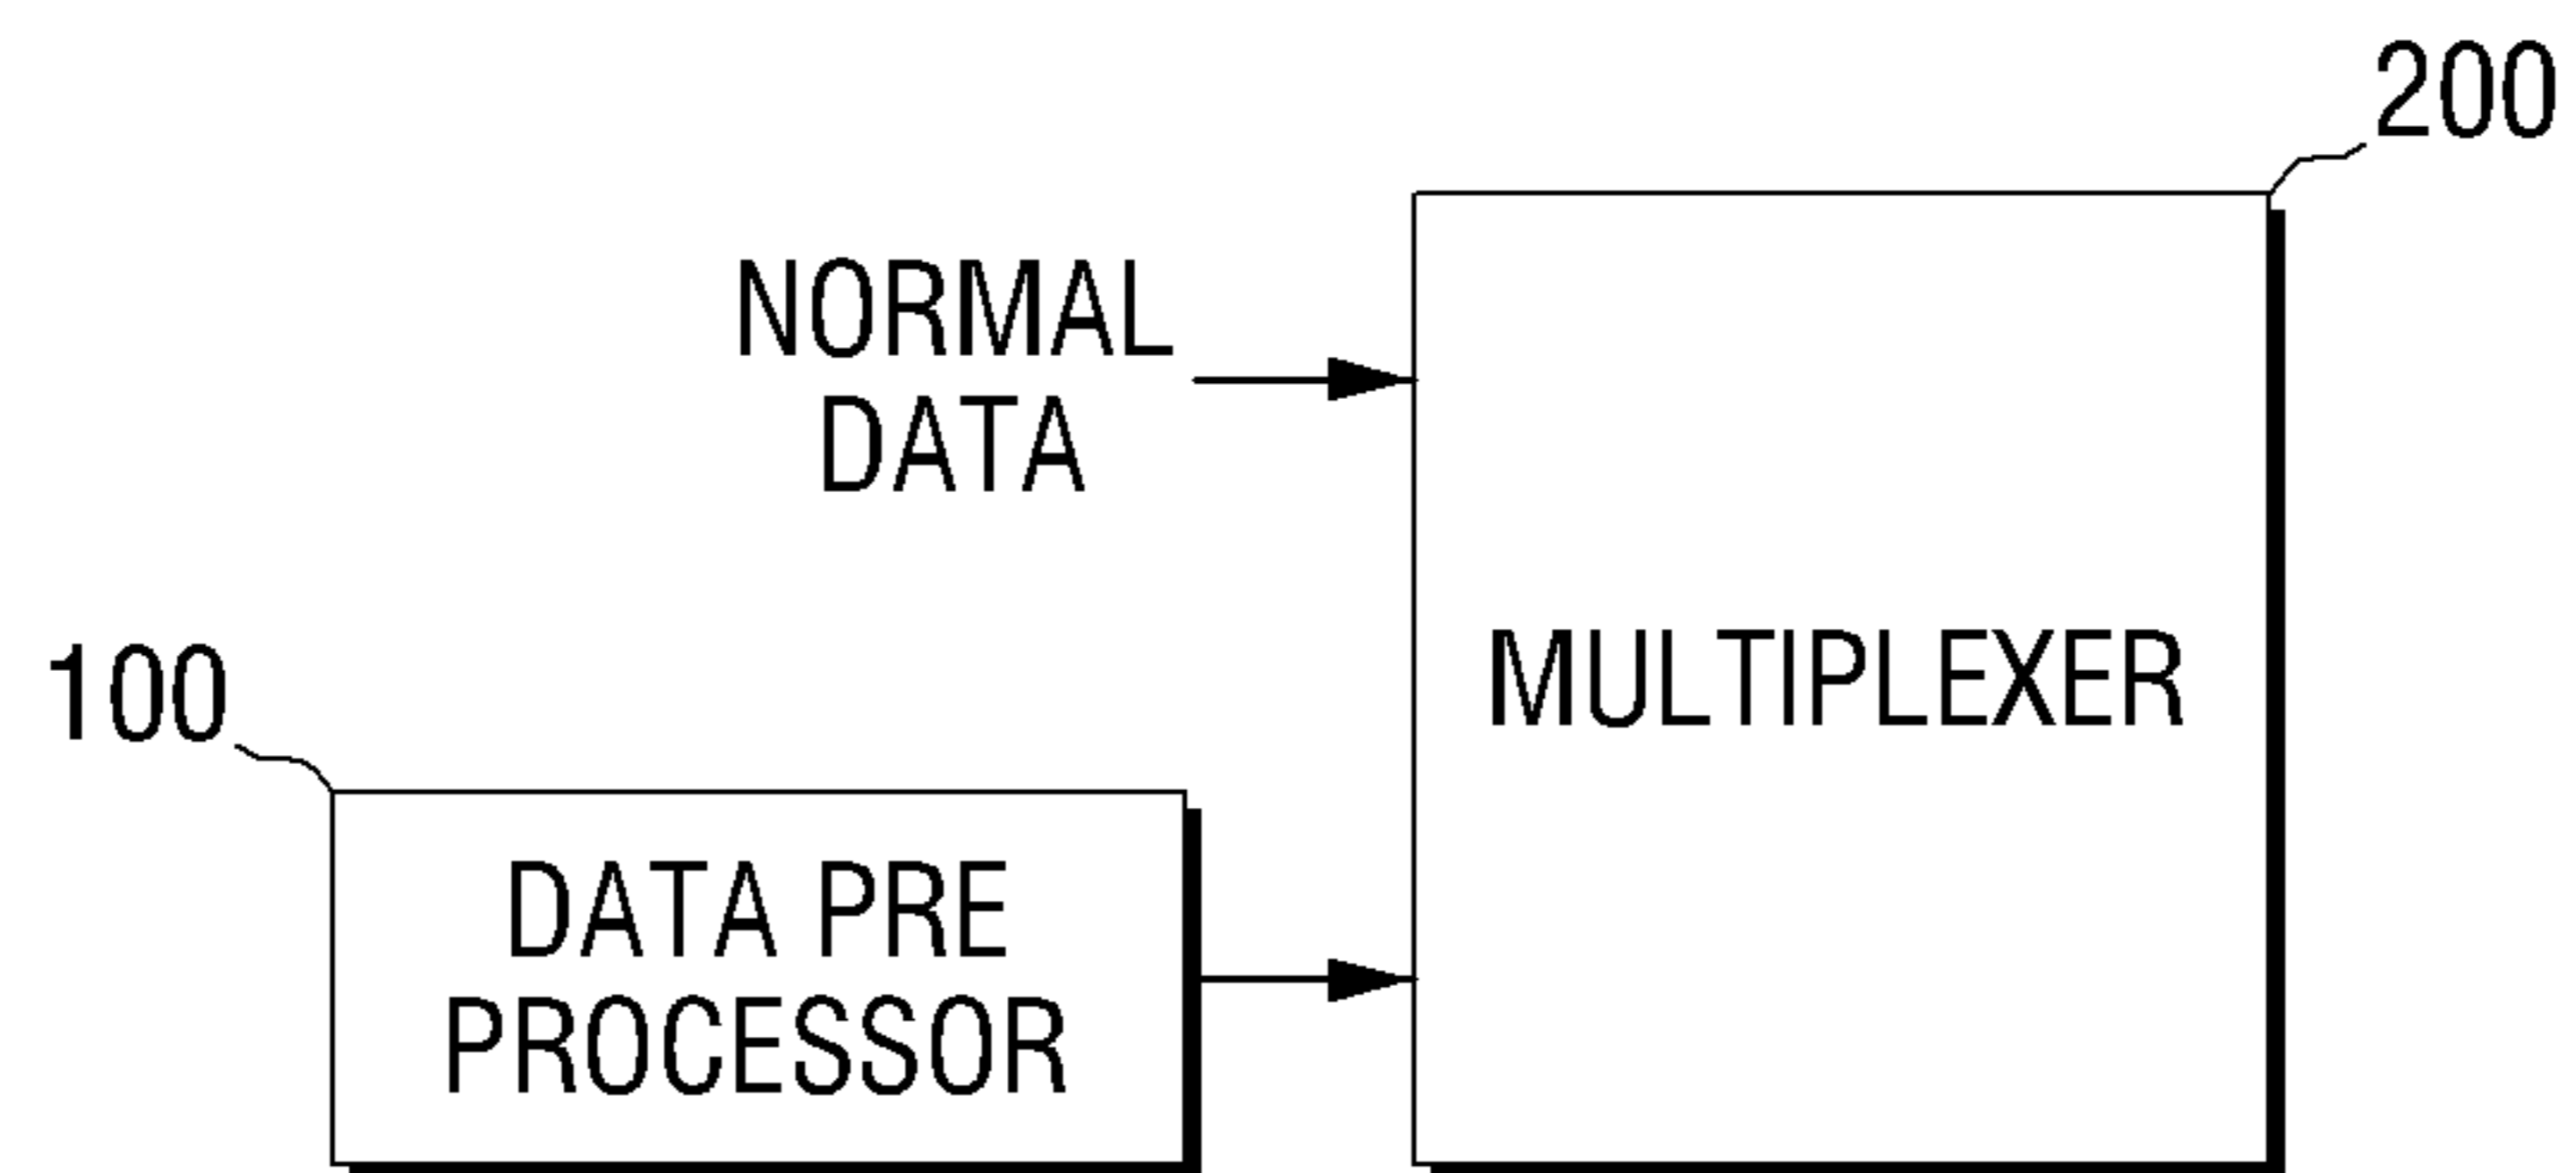 200
NORMAL
DATA
MULTIPLEXER
100
DATA PRE
PROCESSOR